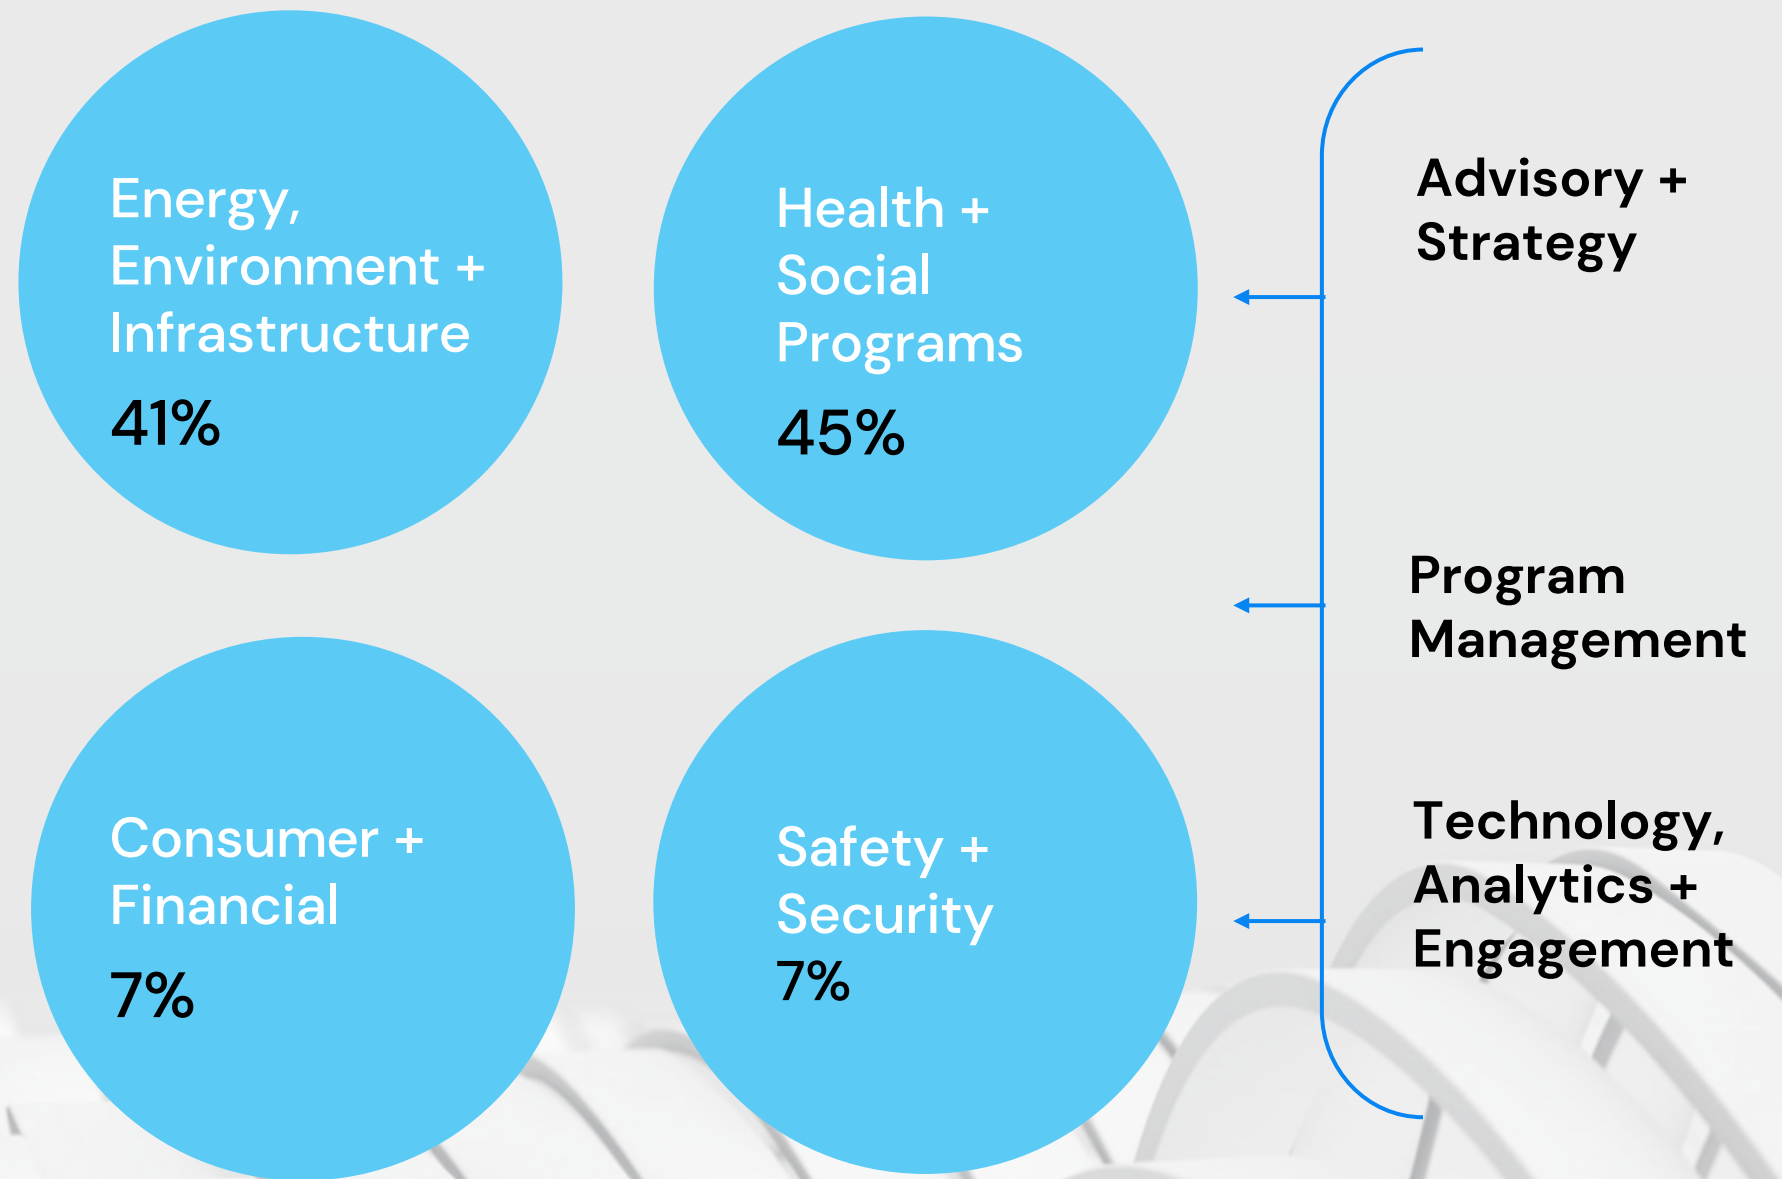 Energy,
Environment +
Infrastructure
41%
Health +
Social
Programs
45%
Consumer +
Financial
7%
Safety +
Security
7%
Advisory +
Strategy
Program
Management
Technology,
Analytics +
Engagement